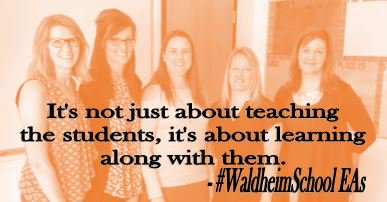 It's not just about teaching
the students, it's about learning
along with them.
- #WaldheimSchool EAs